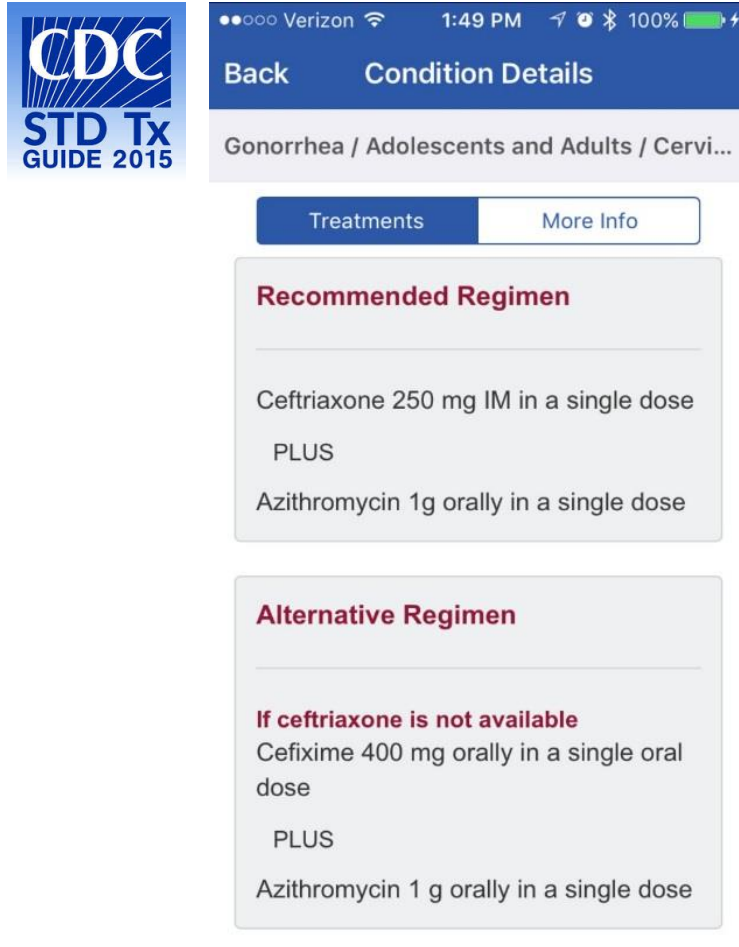 CDC
STD Tx
GUIDE 2015
Verizon 1:49 PM 100%
Back Condition Details
Gonorrhea / Adolescents and Adults / Cervi...
Treatments More Info
Recommended Regimen
Ceftriaxone 250 mg IM in a single dose
PLUS
Azithromycin 1g orally in a single dose
Alternative Regimen
If ceftriaxone is not available
Cefixime 400 mg orally in a single oral
dose
PLUS
Azithromycin 1 g orally in a single dose